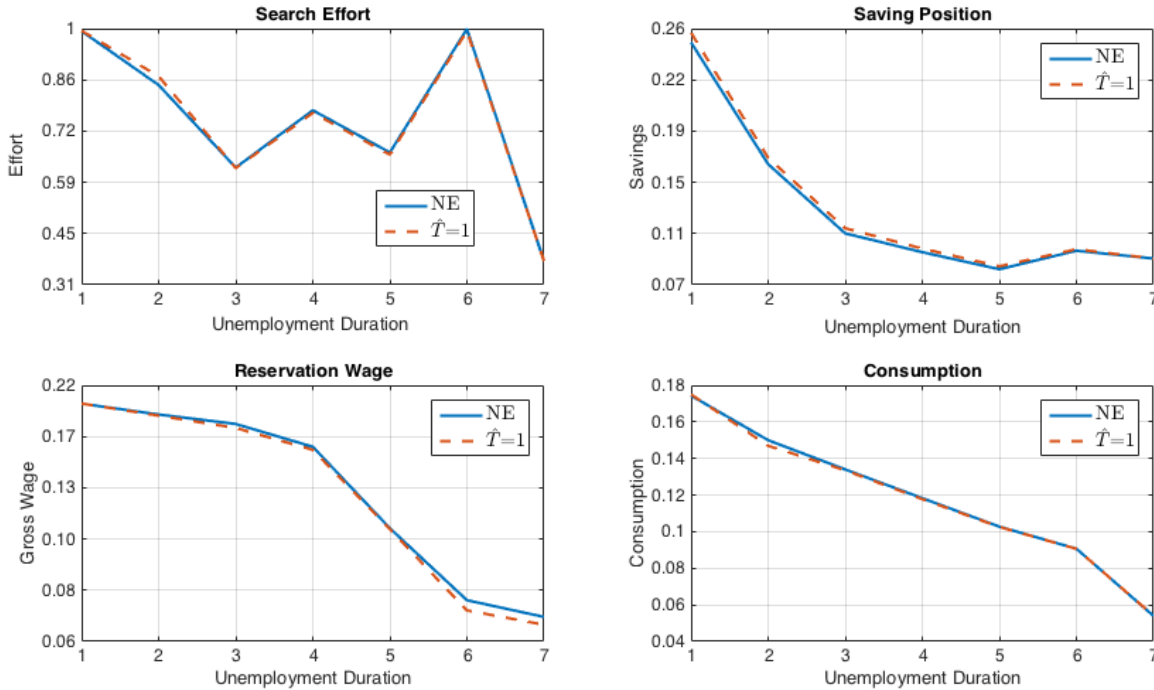 Search Effort
1
0.86
0.72
0.59
0.45
0.31
Effort
NE
T̂=1
1 2 3 4 5 6 7
Unemployment Duration
Saving Position
0.26
0.22
0.19
0.15
0.11
0.07
Savings
NE
T̂=1
1 2 3 4 5 6 7
Unemployment Duration
Reservation Wage
0.22
0.17
0.13
0.10
0.08
0.06
Gross Wage
NE
T̂=1
1 2 3 4 5 6 7
Unemployment Duration
Consumption
0.18
0.16
0.14
0.12
0.1
0.08
0.06
0.04
Consumption
NE
T̂=1
1 2 3 4 5 6 7
Unemployment Duration